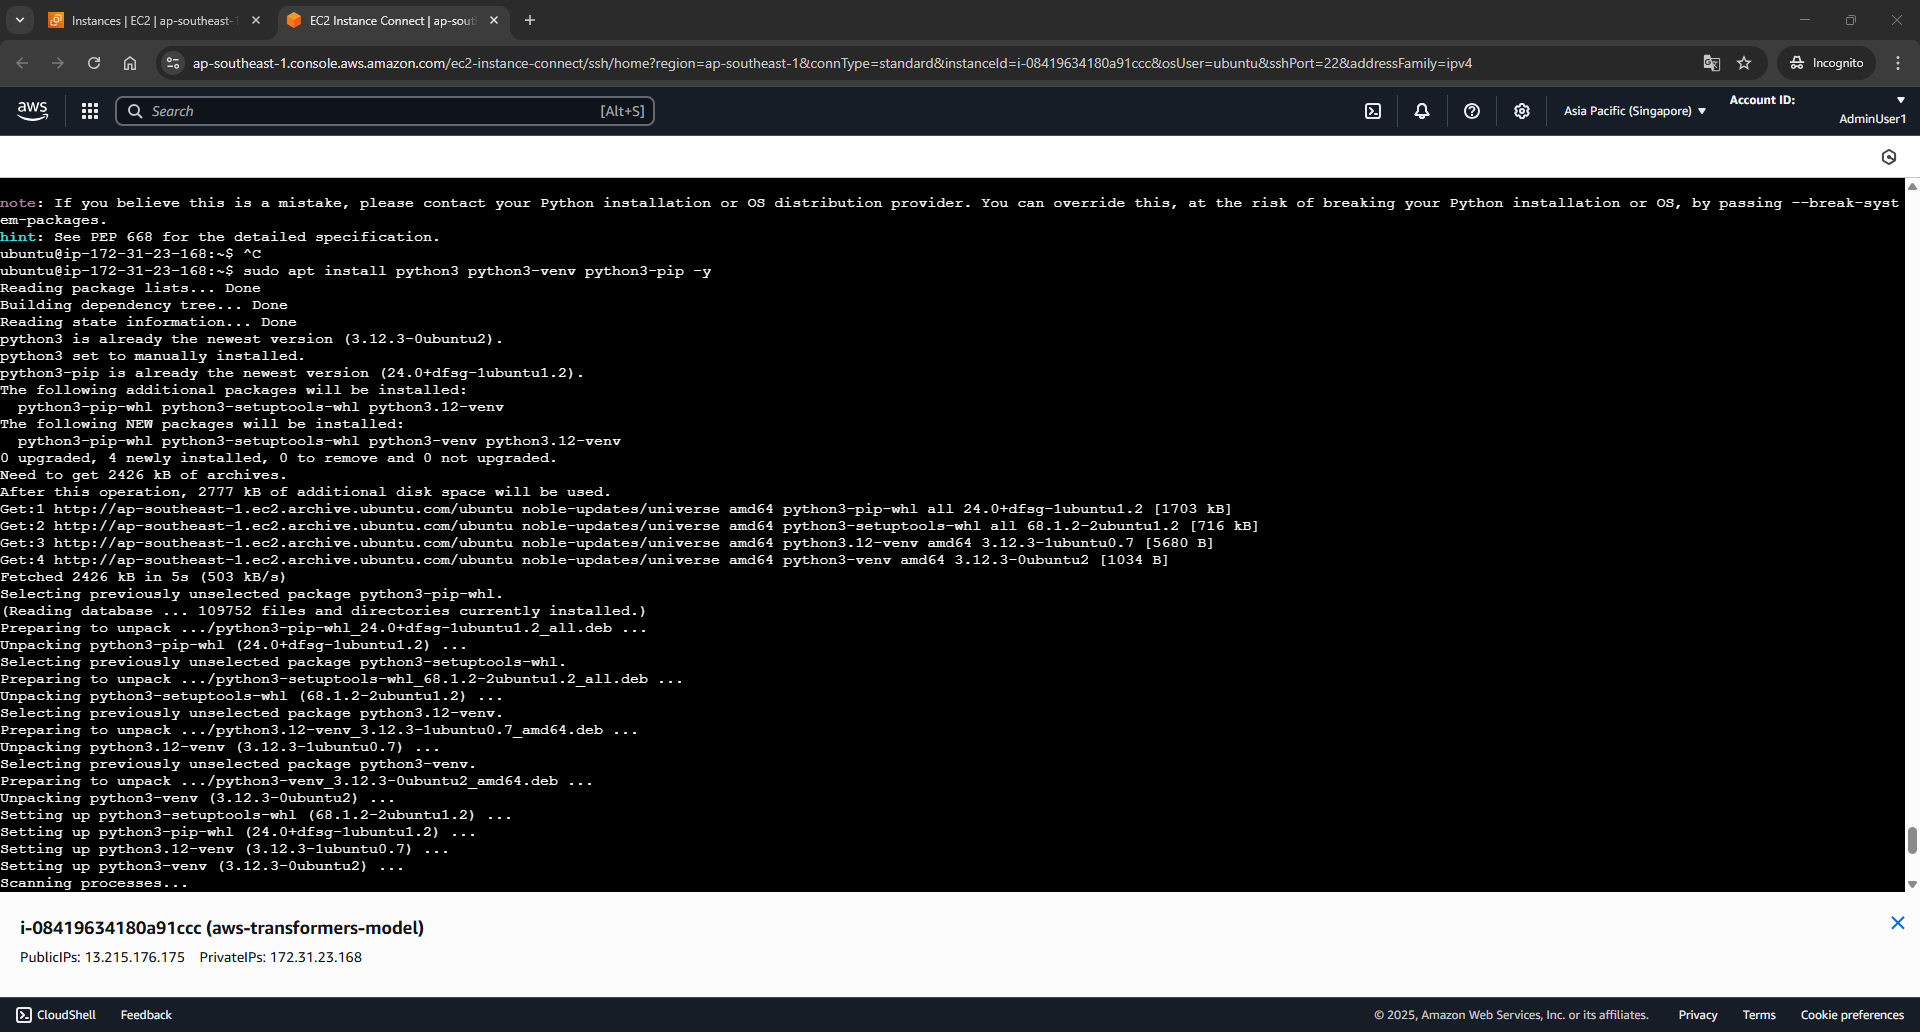 Instances | EC2 | ap-southeast-1
EC2 Instance Connect | ap-sout
ap-southeast-1.console.aws.amazon.com/ec2-instance-connect/ssh/home?region=ap-southeast-1&connType=standard&instanceId=i-08419634180a91ccc&osUser=ubuntu&sshPort=22&addressFamily=ipv4
Incognito
aws
Search
[Alt+S]
Asia Pacific (Singapore)
Account ID:
AdminUser1
note: If you believe this is a mistake, please contact your Python installation or OS distribution provider. You can override this, at the risk of breaking your Python installation or OS, by passing --break-syst
em-packages.
hint: See PEP 668 for the detailed specification.
ubuntu@ip-172-31-23-168:~$ ^C
ubuntu@ip-172-31-23-168:~$ sudo apt install python3 python3-venv python3-pip -y
Reading package lists... Done
Building dependency tree... Done
Reading state information... Done
python3 is already the newest version (3.12.3-0ubuntu2).
python3 set to manually installed.
python3-pip is already the newest version (24.0+dfsg-1ubuntu1.2).
The following additional packages will be installed:
  python3-pip-whl python3-setuptools-whl python3.12-venv
The following NEW packages will be installed:
  python3-pip-whl python3-setuptools-whl python3-venv python3.12-venv
0 upgraded, 4 newly installed, 0 to remove and 0 not upgraded.
Need to get 2426 kB of archives.
After this operation, 2777 kB of additional disk space will be used.
Get:1 http://ap-southeast-1.ec2.archive.ubuntu.com/ubuntu noble-updates/universe amd64 python3-pip-whl all 24.0+dfsg-1ubuntu1.2 [1703 kB]
Get:2 http://ap-southeast-1.ec2.archive.ubuntu.com/ubuntu noble-updates/universe amd64 python3-setuptools-whl all 68.1.2-2ubuntu1.2 [716 kB]
Get:3 http://ap-southeast-1.ec2.archive.ubuntu.com/ubuntu noble-updates/universe amd64 python3.12-venv amd64 3.12.3-1ubuntu0.7 [5680 B]
Get:4 http://ap-southeast-1.ec2.archive.ubuntu.com/ubuntu noble-updates/universe amd64 python3-venv amd64 3.12.3-0ubuntu2 [1034 B]
Fetched 2426 kB in 5s (503 kB/s)
Selecting previously unselected package python3-pip-whl.
(Reading database ... 109752 files and directories currently installed.)
Preparing to unpack .../python3-pip-whl_24.0+dfsg-1ubuntu1.2_all.deb ...
Unpacking python3-pip-whl (24.0+dfsg-1ubuntu1.2) ...
Selecting previously unselected package python3-setuptools-whl.
Preparing to unpack .../python3-setuptools-whl_68.1.2-2ubuntu1.2_all.deb ...
Unpacking python3-setuptools-whl (68.1.2-2ubuntu1.2) ...
Selecting previously unselected package python3.12-venv.
Preparing to unpack .../python3.12-venv_3.12.3-1ubuntu0.7_amd64.deb ...
Unpacking python3.12-venv (3.12.3-1ubuntu0.7) ...
Selecting previously unselected package python3-venv.
Preparing to unpack .../python3-venv_3.12.3-0ubuntu2_amd64.deb ...
Unpacking python3-venv (3.12.3-0ubuntu2) ...
Setting up python3-setuptools-whl (68.1.2-2ubuntu1.2) ...
Setting up python3-pip-whl (24.0+dfsg-1ubuntu1.2) ...
Setting up python3.12-venv (3.12.3-1ubuntu0.7) ...
Setting up python3-venv (3.12.3-0ubuntu2) ...
Scanning processes...
i-08419634180a91ccc (aws-transformers-model)
PublicIPs: 13.215.176.175 PrivateIPs: 172.31.23.168
CloudShell Feedback
© 2025, Amazon Web Services, Inc. or its affiliates. Privacy Terms Cookie preferences